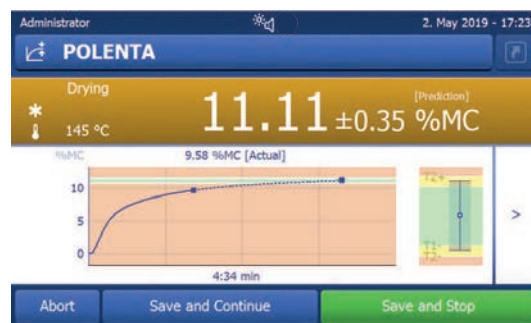 Administrator
2. May 2019 - 17:23
POLENTA
Drying
145 °C
11.11 ±0.35 %MC
[Prediction]
%MC
9.58 %MC [Actual]
10
5
0
4:34 min
T2+
T1-
T2-
>
Abort
Save and Continue
Save and Stop